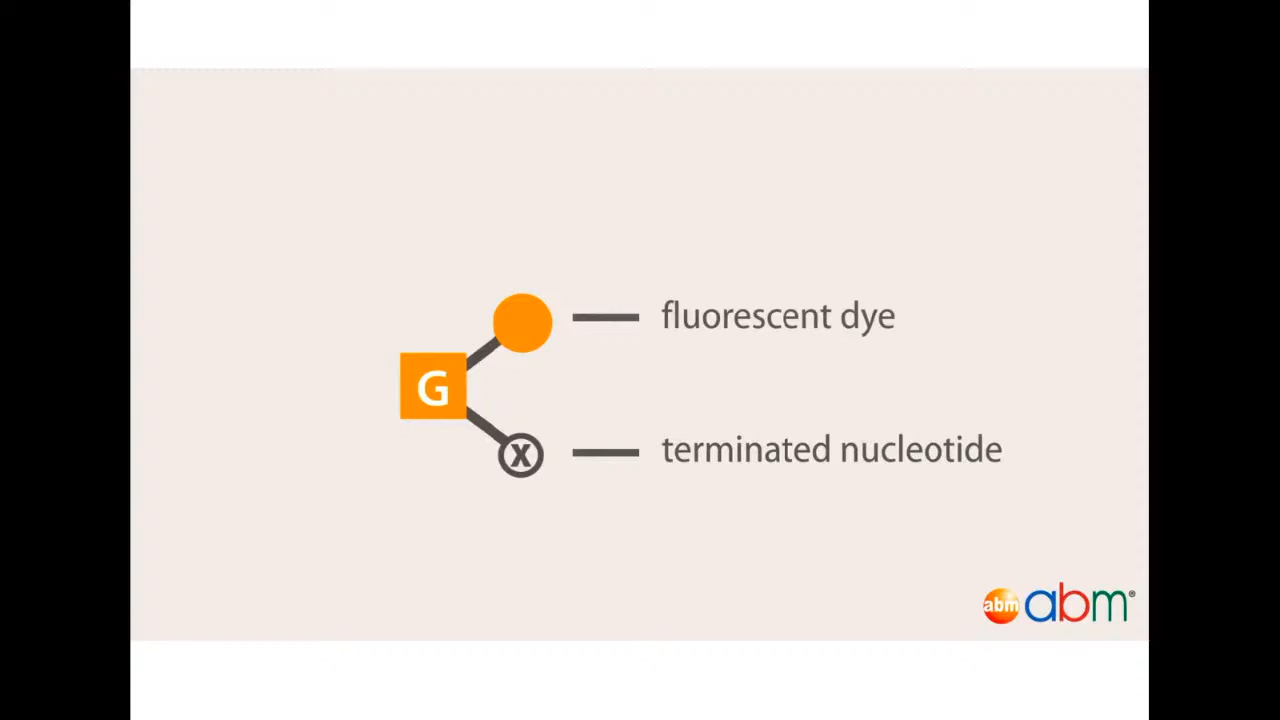 fluorescent dye
G
X
terminated nucleotide
abm abm®